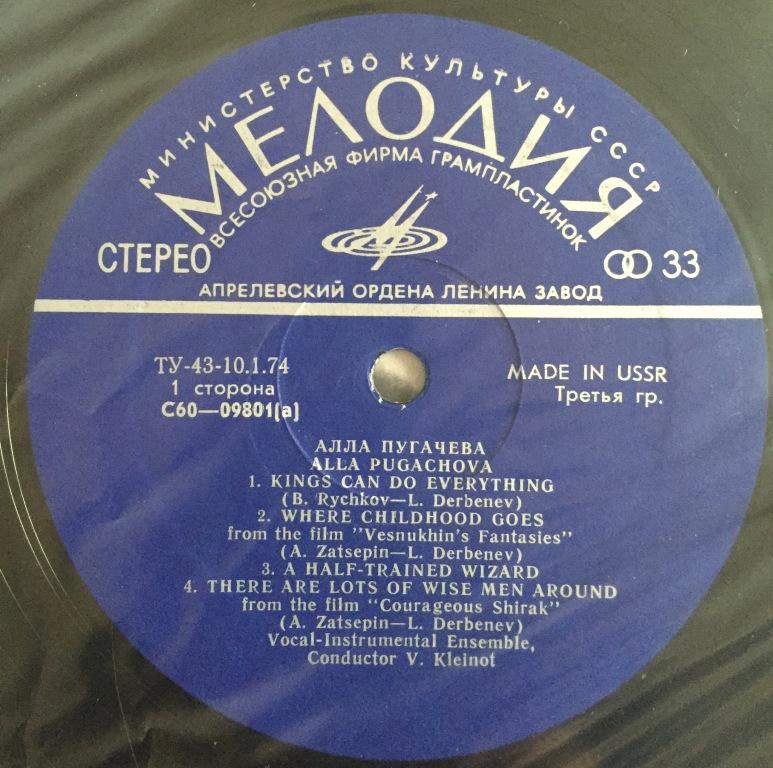 МИНИСТЕРСТВО КУЛЬТУРЫ СССР
МЕЛОДИЯ
ВСЕСОЮЗНАЯ ФИРМА ГРАМПЛАСТИНОК
СТЕРЕО
33
АПРЕЛЕВСКИЙ ОРДЕНА ЛЕНИНА ЗАВОД
ТУ-43-10.1.74
1 сторона
С60—09801(а)
MADE IN USSR
Третья гр.
АЛЛА ПУГАЧЕВА
ALLA PUGACHOVA
1. KINGS CAN DO EVERYTHING
(B. Rychkov—L. Derbenev)
2. WHERE CHILDHOOD GOES
from the film "Vesnukhin's Fantasies"
(A. Zatsepin—L. Derbenev)
3. A HALF-TRAINED WIZARD
4. THERE ARE LOTS OF WISE MEN AROUND
from the film "Courageous Shirak"
(A. Zatsepin—L. Derbenev)
Vocal-Instrumental Ensemble,
Conductor V. Kleinot